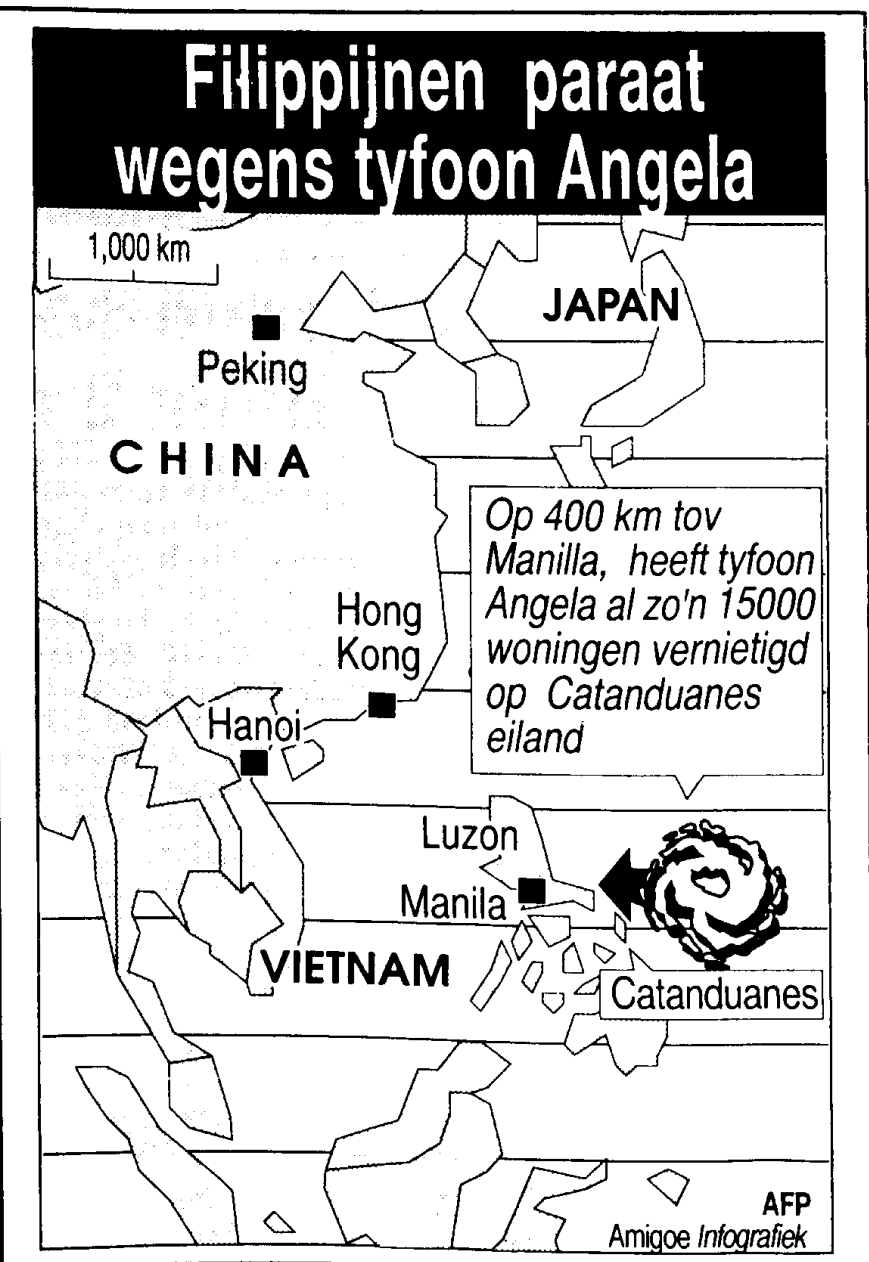 Filippijnen paraat
wegens tyfoon Angela
1,000 km
JAPAN
Peking
CHINA
Op 400 km tov
Manilla, heeft tyfoon
Angela al zo'n 15000
woningen vernietigd
op Catanduanes
eiland
Hong
Kong
Hanoi
Luzon
Manila
VIETNAM
Catanduanes
AFP
Amigoe Infografiek